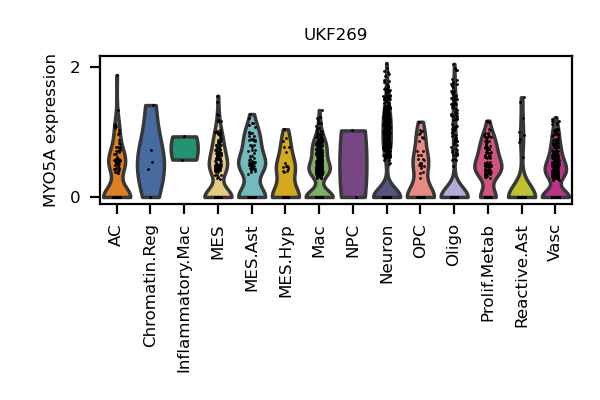 UKF269
MYO5A expression
2
0
AC
Chromatin.Reg
Inflammatory.Mac
MES
MES.Ast
MES.Hyp
Mac
NPC
Neuron
OPC
Oligo
Prolif.Metab
Reactive.Ast
Vasc